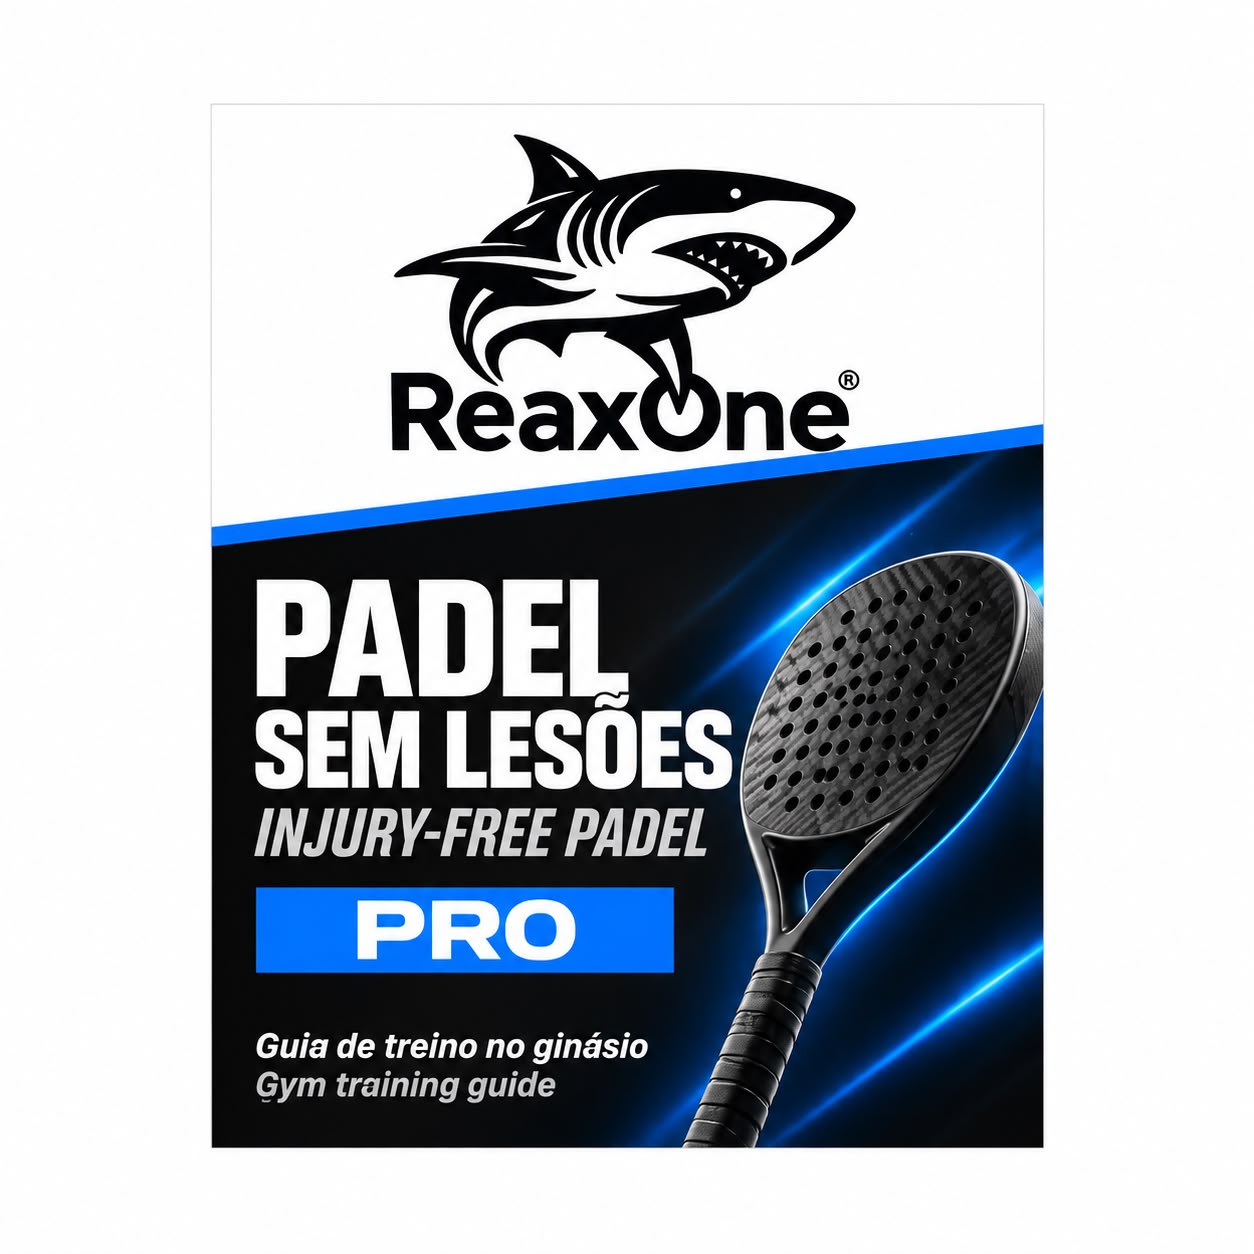 ReaxOne®
PADEL
SEM LESÕES
INJURY-FREE PADEL
PRO
Guia de treino no ginásio
Gym training guide